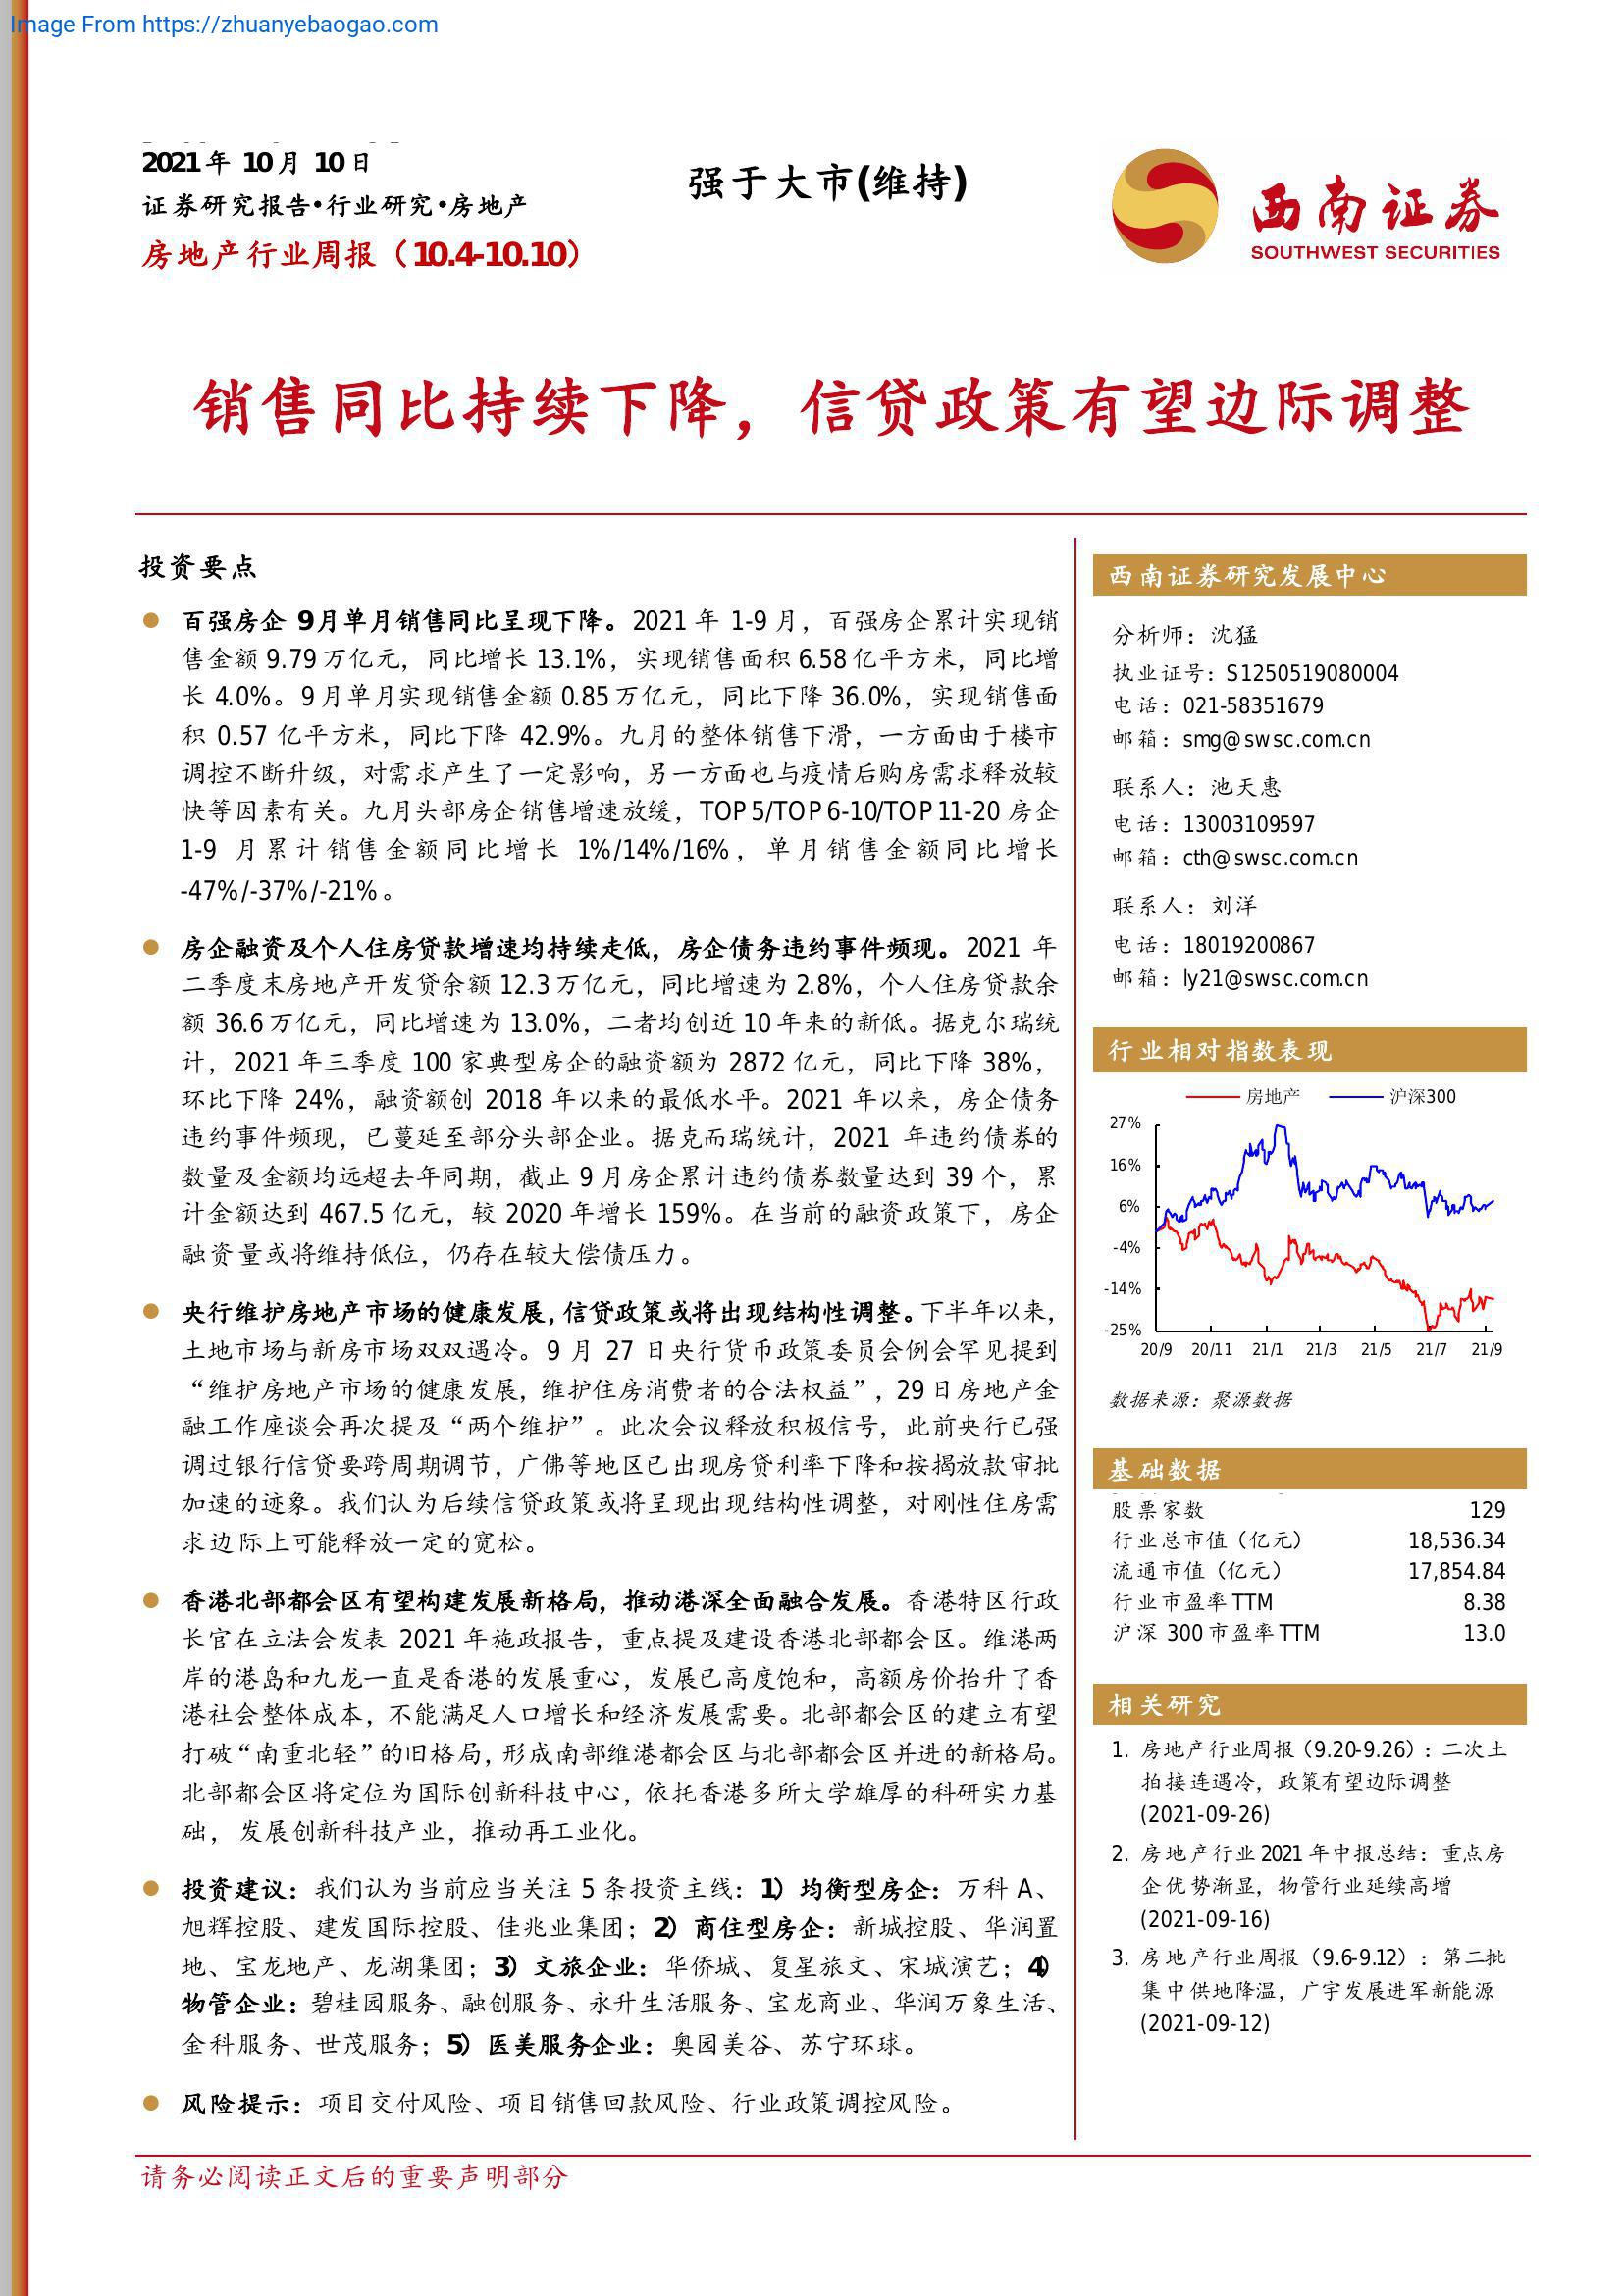 Image From https://zhuanyebaogao.com
2021年 10月 10日
证券研究报告•行业研究•房地产
房地产行业周报（10.4-10.10）
强于大市(维持)
西南证券
SOUTHWEST SECURITIES
销售同比持续下降，信贷政策有望边际调整
投资要点
百强房企 9月单月销售同比呈现下降。2021 年 1-9 月，百强房企累计实现销
售金额 9.79 万亿元，同比增长 13.1%，实现销售面积 6.58 亿平方米，同比增
长 4.0%。9 月单月实现销售金额 0.85 万亿元，同比下降 36.0%，实现销售面
积 0.57 亿平方米，同比下降 42.9%。九月的整体销售下滑，一方面由于楼市
调控不断升级，对需求产生了一定影响，另一方面也与疫情后购房需求释放较
快等因素有关。九月头部房企销售增速放缓，TOP5/TOP6-10/TOP11-20 房企
1-9 月累计销售金额同比增长 1%/14%/16%，单月销售金额同比增长
-47%/-37%/-21%。
房企融资及个人住房贷款增速均持续走低，房企债务违约事件频现。2021 年
二季度末房地产开发贷余额 12.3 万亿元，同比增速为 2.8%，个人住房贷款余
额 36.6 万亿元，同比增速为 13.0%，二者均创近 10 年来的新低。据克尔瑞统
计，2021 年三季度 100 家典型房企的融资额为 2872 亿元，同比下降 38%，
环比下降 24%，融资额创 2018 年以来的最低水平。2021 年以来，房企债务
违约事件频现，已蔓延至部分头部企业。据克而瑞统计，2021 年违约债券的
数量及金额均远超去年同期，截止 9 月房企累计违约债券数量达到 39 个，累
计金额达到 467.5 亿元，较 2020 年增长 159%。在当前的融资政策下，房企
融资量或将维持低位，仍存在较大偿债压力。
央行维护房地产市场的健康发展，信贷政策或将出现结构性调整。下半年以来，
土地市场与新房市场双双遇冷。9 月 27 日央行货币政策委员会例会罕见提到
“维护房地产市场的健康发展，维护住房消费者的合法权益”，29 日房地产金
融工作座谈会再次提及“两个维护”。此次会议释放积极信号，此前央行已强
调过银行信贷要跨周期调节，广佛等地区已出现房贷利率下降和按揭放款审批
加速的迹象。我们认为后续信贷政策或将呈现出现结构性调整，对刚性住房需
求边际上可能释放一定的宽松。
香港北部都会区有望构建发展新格局，推动港深全面融合发展。香港特区行政
长官在立法会发表 2021 年施政报告，重点提及建设香港北部都会区。维港两
岸的港岛和九龙一直是香港的发展重心，发展已高度饱和，高额房价抬升了香
港社会整体成本，不能满足人口增长和经济发展需要。北部都会区的建立有望
打破“南重北轻”的旧格局，形成南部维港都会区与北部都会区并进的新格局。
北部都会区将定位为国际创新科技中心，依托香港多所大学雄厚的科研实力基
础， 发展创新科技产业，推动再工业化。
投资建议：我们认为当前应当关注 5 条投资主线：1）均衡型房企：万科 A、
旭辉控股、建发国际控股、佳兆业集团；2）商住型房企：新城控股、华润置
地、宝龙地产、龙湖集团；3）文旅企业：华侨城、复星旅文、宋城演艺；4）
物管企业：碧桂园服务、融创服务、永升生活服务、宝龙商业、华润万象生活、
金科服务、世茂服务；5）医美服务企业：奥园美谷、苏宁环球。
风险提示：项目交付风险、项目销售回款风险、行业政策调控风险。
西南证券研究发展中心
分析师：沈猛
执业证号：S1250519080004
电话：021-58351679
邮箱：smg@swsc.com.cn
联系人：池天惠
电话：13003109597
邮箱：cth@swsc.com.cn
联系人：刘洋
电话：18019200867
邮箱：ly21@swsc.com.cn
行业相对指数表现
房地产 沪深300
27%
16%
6%
-4%
-14%
-25%
20/9 20/11 21/1 21/3 21/5 21/7 21/9
数据来源：聚源数据
基础数据
股票家数 129
行业总市值（亿元） 18,536.34
流通市值（亿元） 17,854.84
行业市盈率TTM 8.38
沪深 300市盈率TTM 13.0
相关研究
1. 房地产行业周报（9.20-9.26）：二次土
拍接连遇冷，政策有望边际调整
(2021-09-26)
2. 房地产行业 2021 年中报总结：重点房
企优势渐显，物管行业延续高增
(2021-09-16)
3. 房地产行业周报（9.6-9.12）：第二批
集中供地降温，广宇发展进军新能源
(2021-09-12)
请务必阅读正文后的重要声明部分